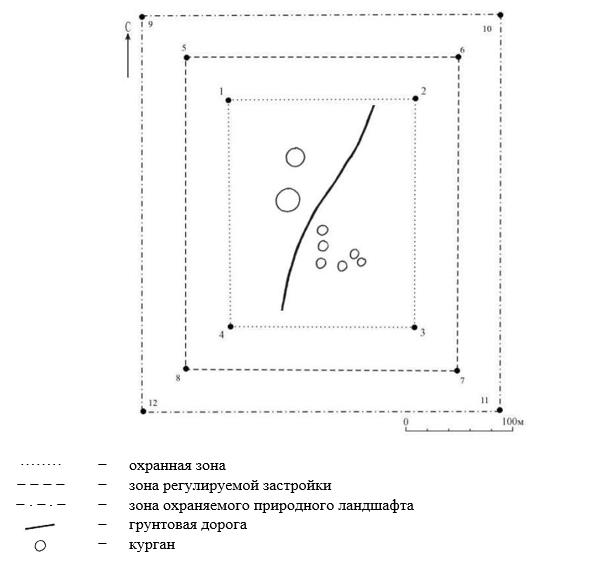 С
9
10
5
6
1
2
4
3
8
7
12
11
0
100м
– охранная зона
– зона регулируемой застройки
– зона охраняемого природного ландшафта
– грунтовая дорога
– курган